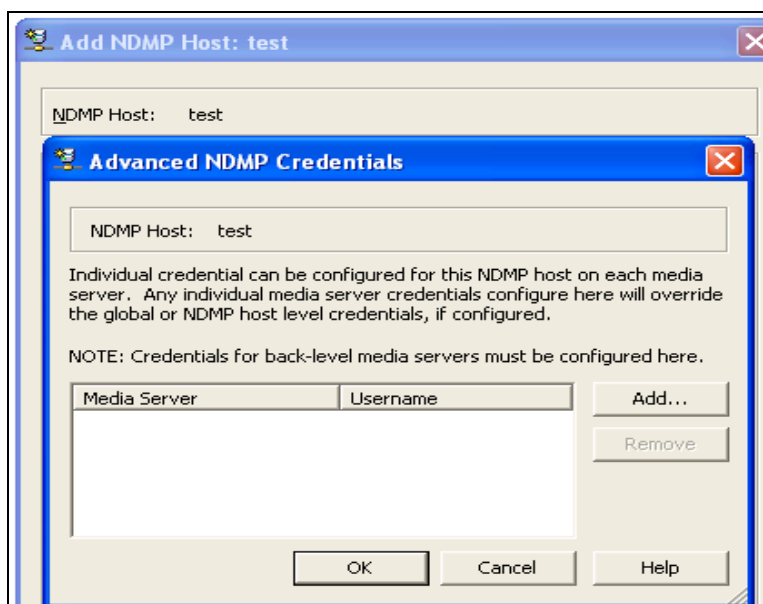 Add NDMP Host: test
NDMP Host: test
Advanced NDMP Credentials
NDMP Host: test
Individual credential can be configured for this NDMP host on each media
server. Any individual media server credentials configure here will override
the global or NDMP host level credentials, if configured.
NOTE: Credentials for back-level media servers must be configured here.
Media Server Username
Add...
Remove
OK Cancel Help